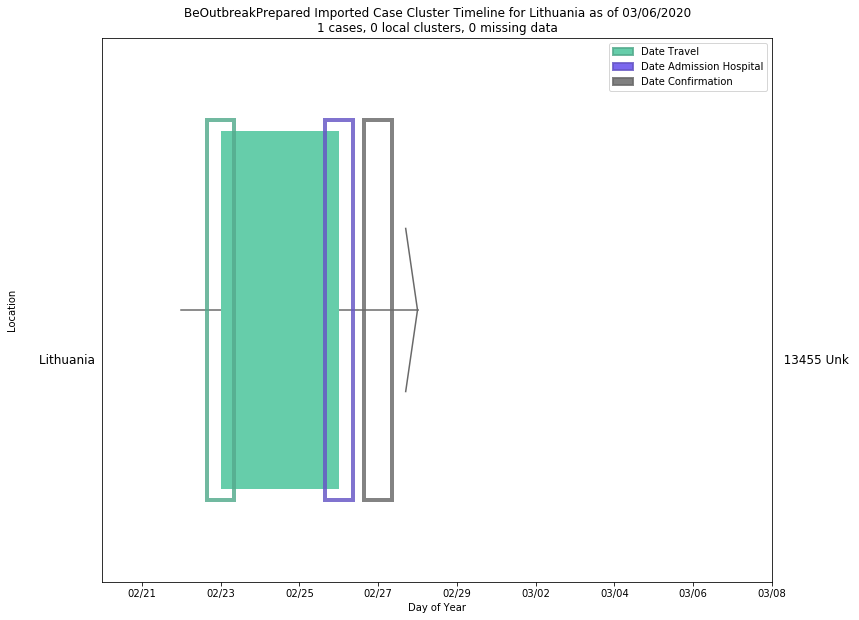 BeOutbreakPrepared Imported Case Cluster Timeline for Lithuania as of 03/06/2020
1 cases, 0 local clusters, 0 missing data
Date Travel
Date Admission Hospital
Date Confirmation
Location
Lithuania
13455 Unk
02/21 02/23 02/25 02/27 02/29 03/02 03/04 03/06 03/08
Day of Year